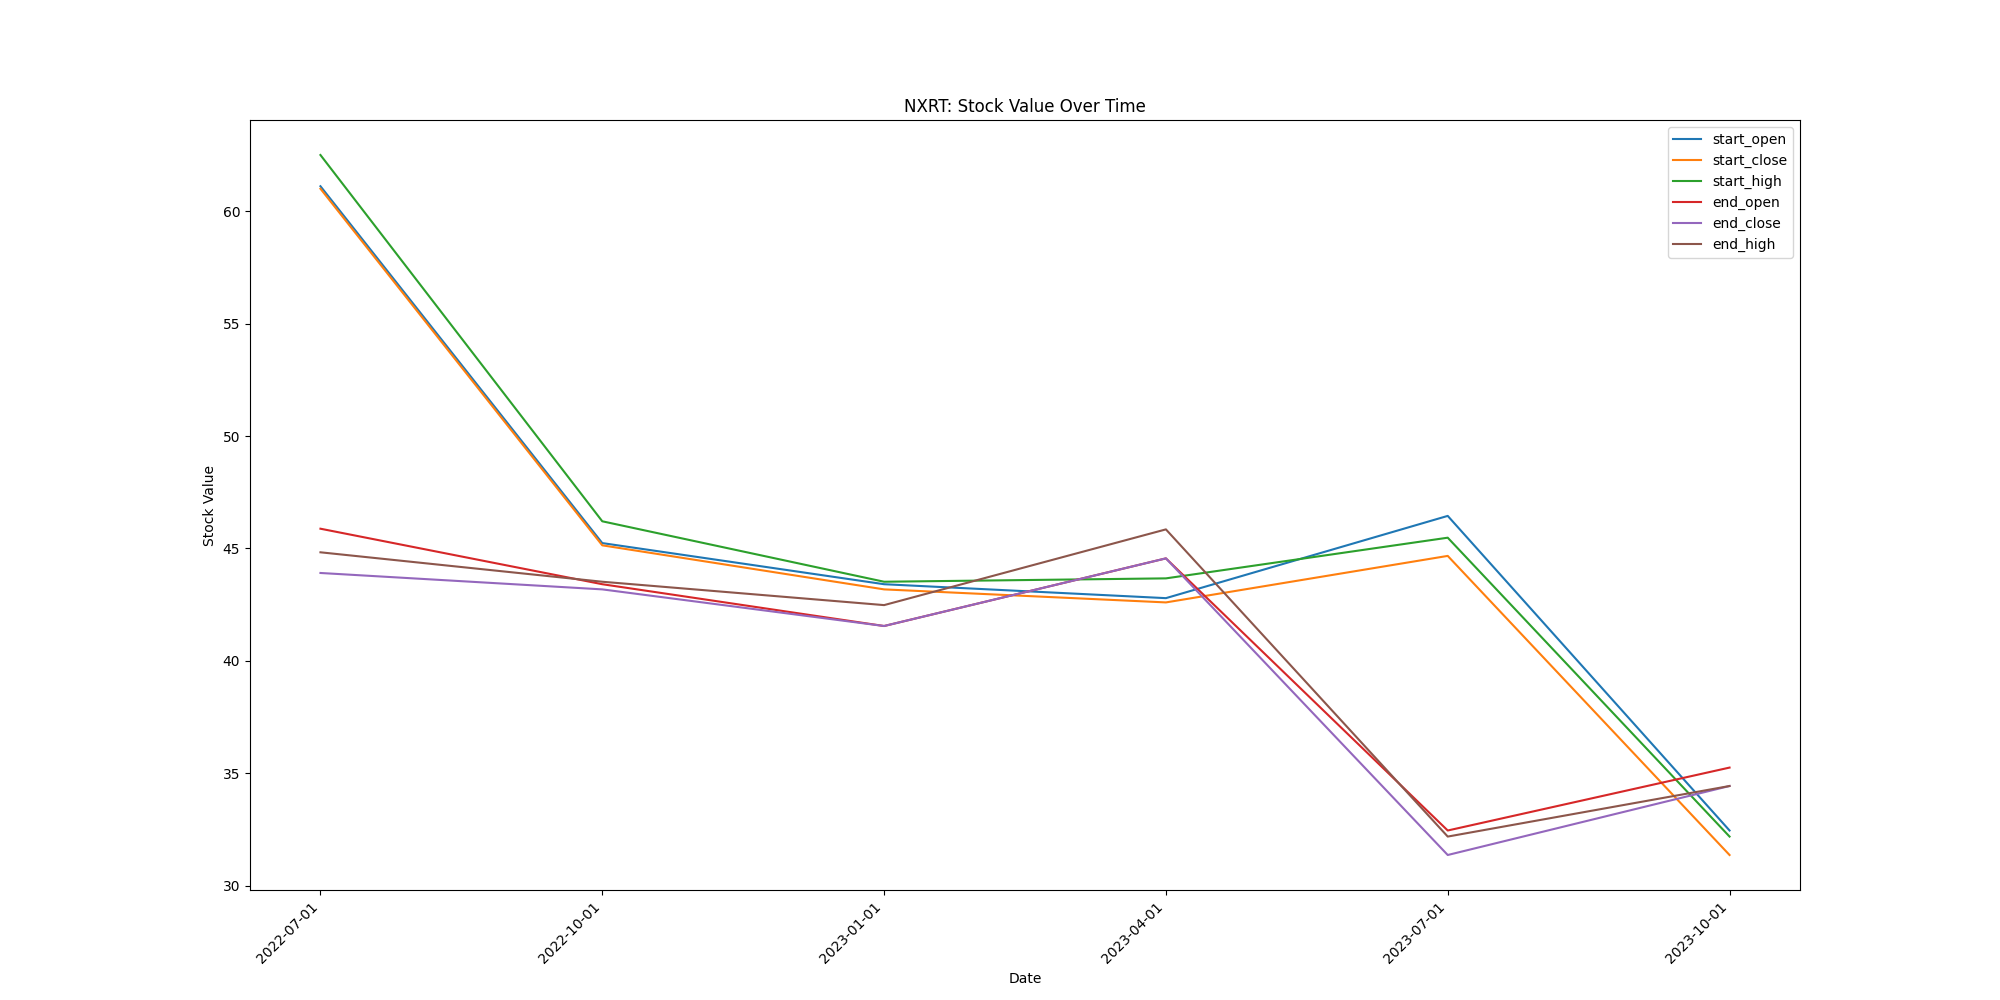 NXRT: Stock Value Over Time
start_open
start_close
start_high
end_open
end_close
end_high
Stock Value
60
55
50
45
40
35
30
2022-07-01
2022-10-01
2023-01-01
2023-04-01
2023-07-01
2023-10-01
Date